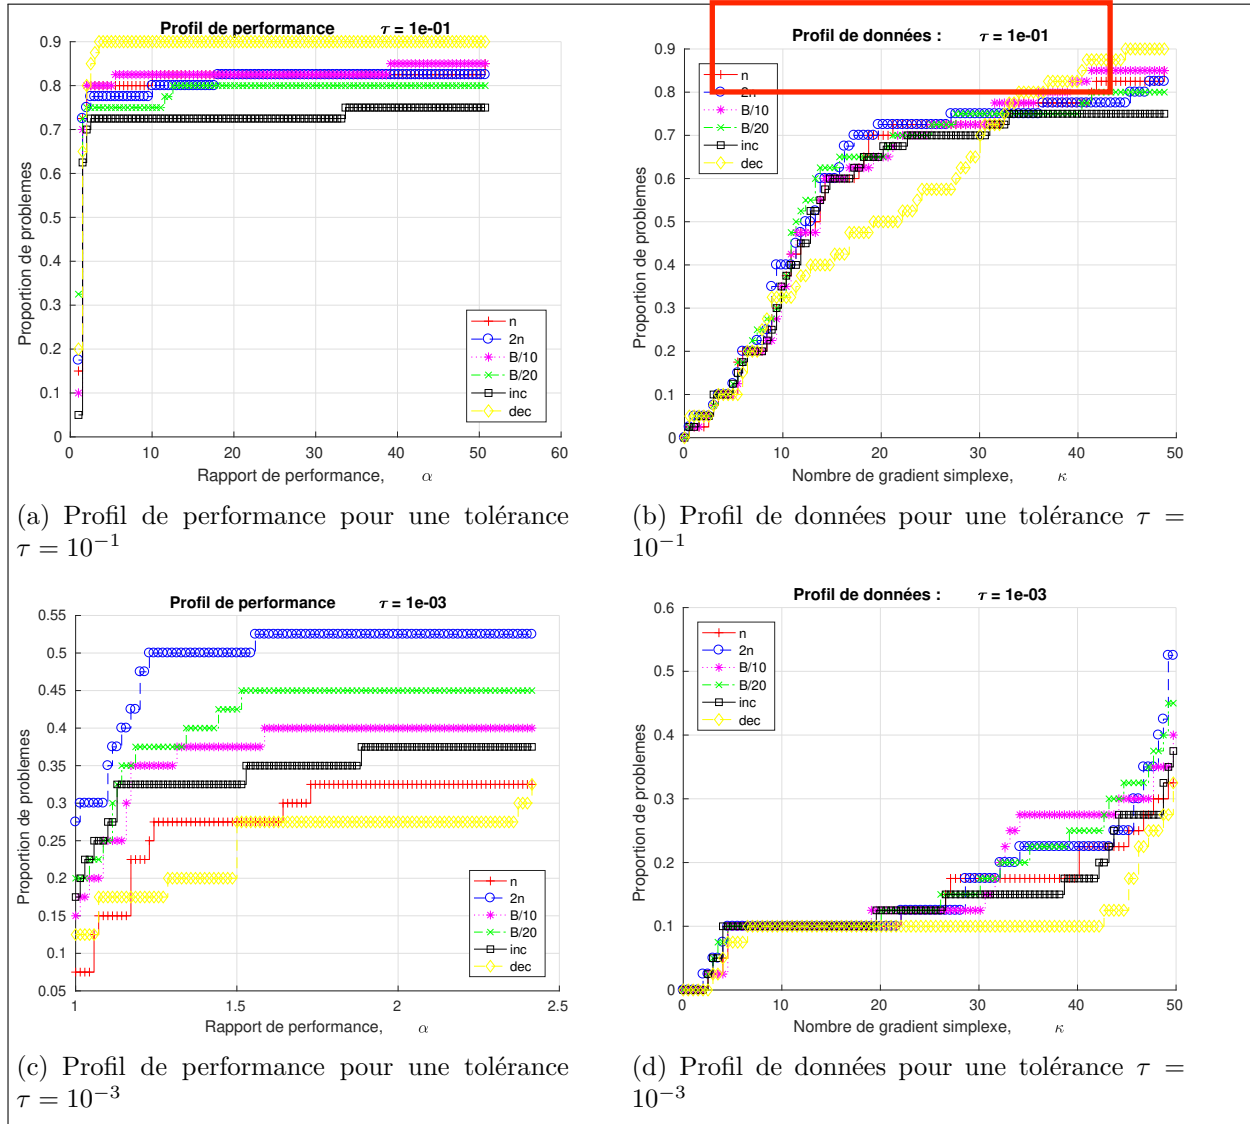 Profil de performance τ = 1e-01
0.9
0.8
0.7
0.6
0.5
0.4
0.3
0.2
0.1
0
0 10 20 30 40 50 60
Proportion de problemes
Rapport de performance, α
n
2n
B/10
B/20
inc
dec
(a) Profil de performance pour une tolérance
τ = 10⁻¹
Profil de données : τ = 1e-01
0.9
0.8
0.7
0.6
0.5
0.4
0.3
0.2
0.1
0
0 10 20 30 40 50
Proportion de problemes
Nombre de gradient simplexe, κ
n
2n
B/10
B/20
inc
dec
(b) Profil de données pour une tolérance τ =
10⁻¹
Profil de performance τ = 1e-03
0.55
0.5
0.45
0.4
0.35
0.3
0.25
0.2
0.15
0.1
0.05
1 1.5 2 2.5
Proportion de problemes
Rapport de performance, α
n
2n
B/10
B/20
inc
dec
(c) Profil de performance pour une tolérance
τ = 10⁻³
Profil de données : τ = 1e-03
0.6
0.5
0.4
0.3
0.2
0.1
0
0 10 20 30 40 50
Proportion de problemes
Nombre de gradient simplexe, κ
n
2n
B/10
B/20
inc
dec
(d) Profil de données pour une tolérance τ =
10⁻³